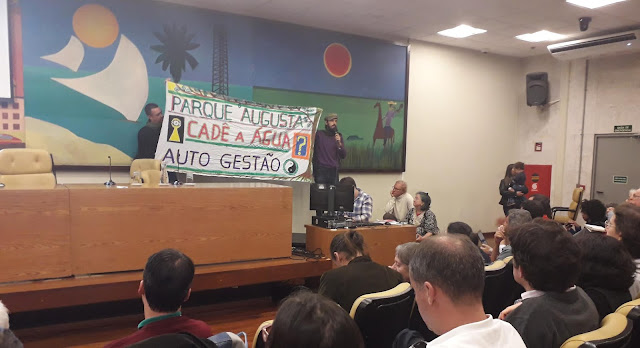 PARQUE AUGUSTA
CADÊ A ÁGUA
AUTO GESTÃO